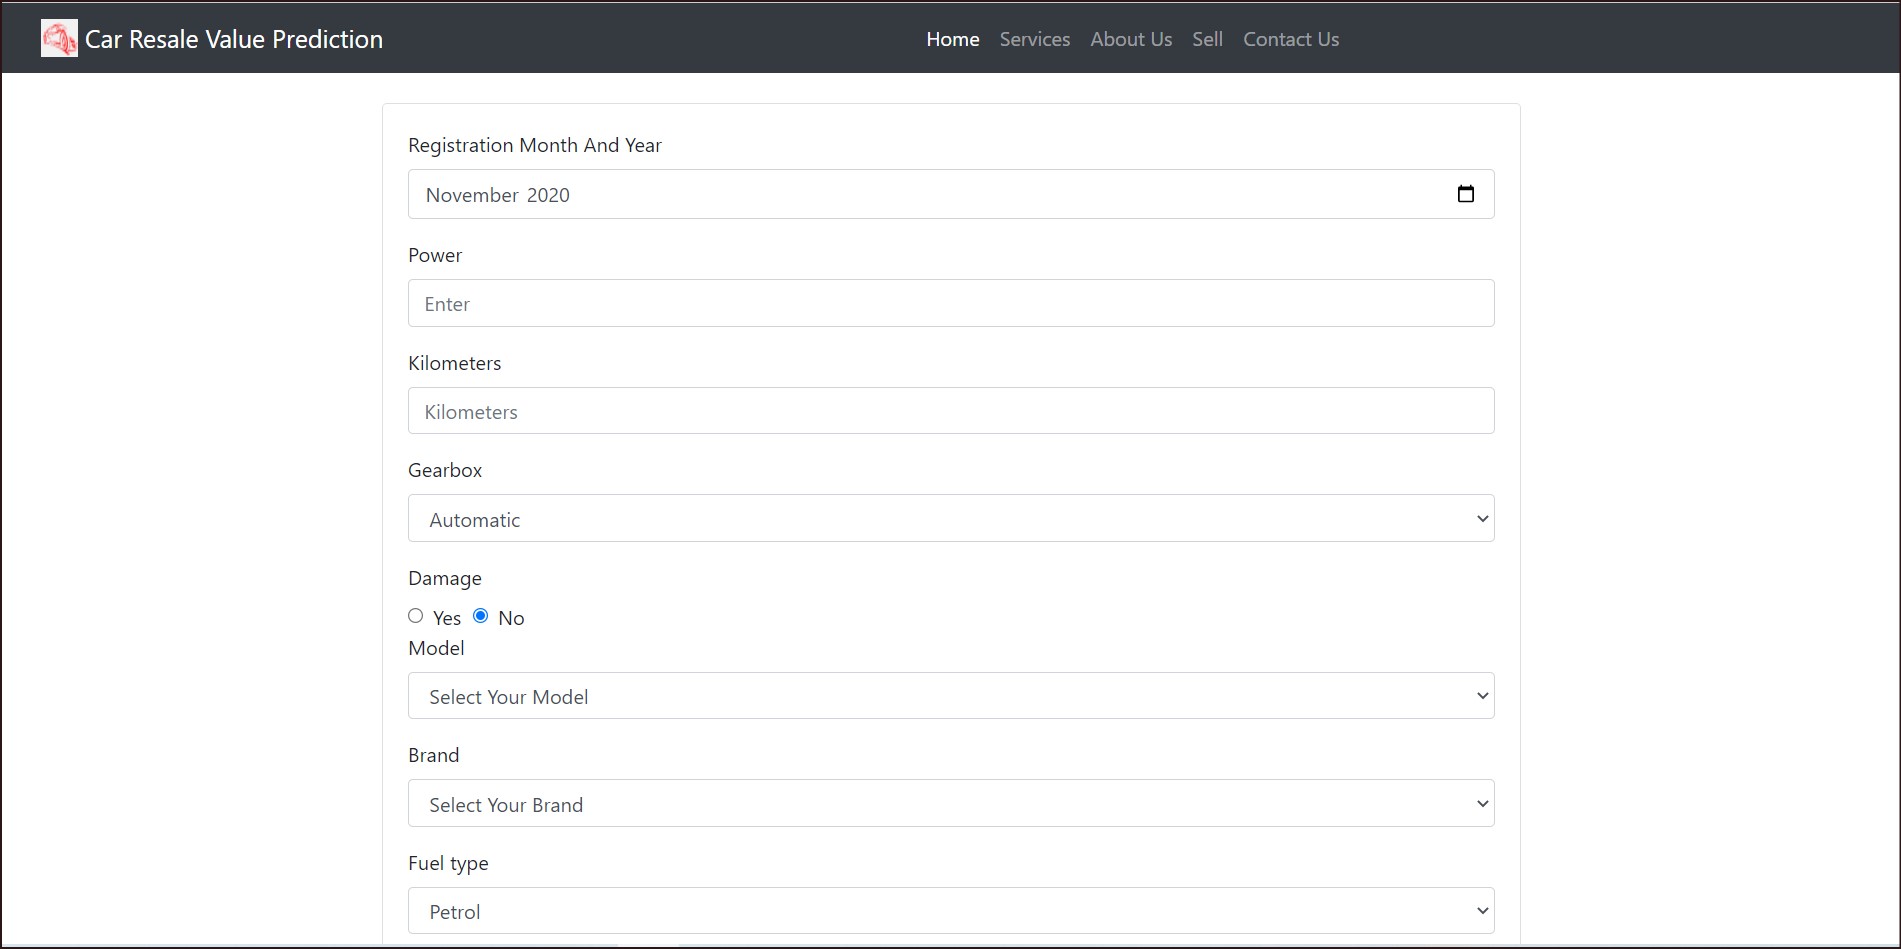 Car Resale Value Prediction
Home Services About Us Sell Contact Us
Registration Month And Year
November 2020
Power
Enter
Kilometers
Kilometers
Gearbox
Automatic
Damage
Yes No
Model
Select Your Model
Brand
Select Your Brand
Fuel type
Petrol